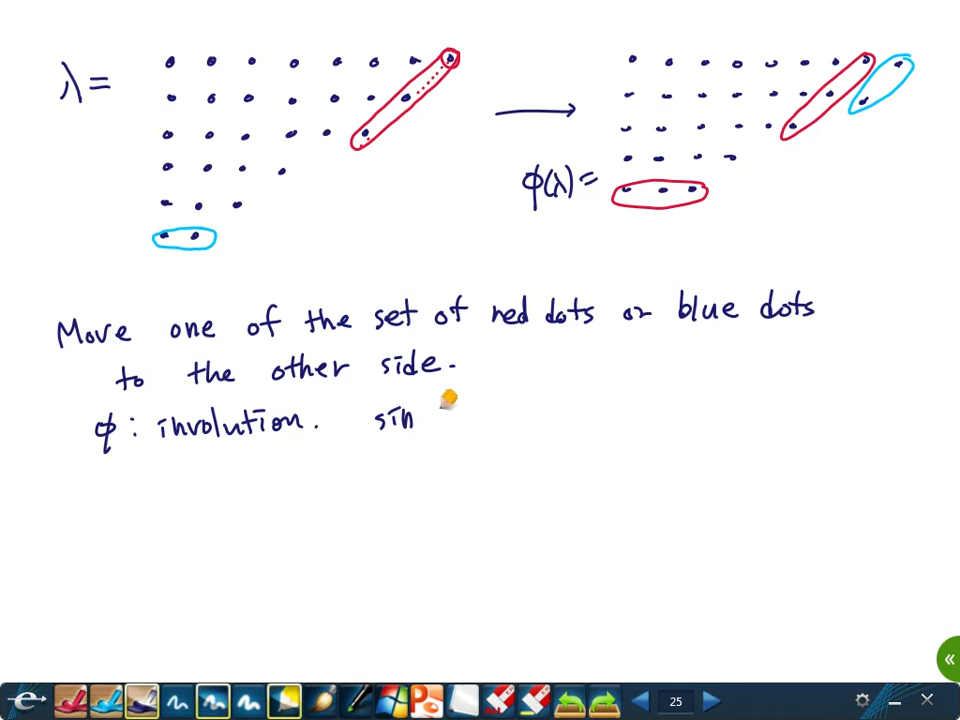 λ =
φ(λ) =
Move one of the set of red dots or blue dots
to the other side.
φ : involution. sin
25